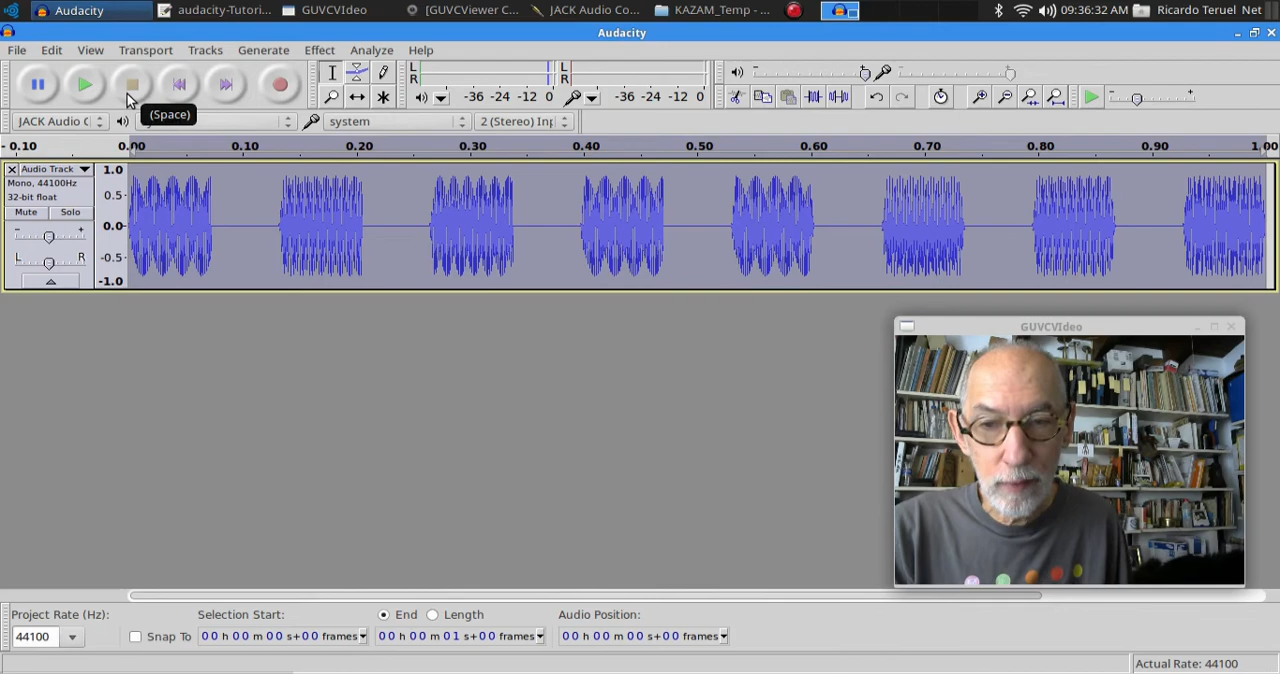 Audacity audacity-Tutori... GUVCVIdeo [GUVCViewer C... JACK Audio Co... KAZAM_Temp - ... 09:36:32 AM Ricardo Teruel Net
Audacity
File Edit View Transport Tracks Generate Effect Analyze Help
L
R
L
R
-36 -24 -12 0
-36 -24 -12 0
(Space)
JACK Audio C
system
2 (Stereo) Inp
- 0.10 0.00 0.10 0.20 0.30 0.40 0.50 0.60 0.70 0.80 0.90 1.00
Audio Track
Mono, 44100Hz
32-bit float
Mute Solo
- +
L R
1.0
0.5
0.0
-0.5
-1.0
GUVCVIdeo
Project Rate (Hz): Selection Start: End Length Audio Position:
44100 Snap To 00 h 00 m 00 s+00 frames 00 h 00 m 01 s+00 frames 00 h 00 m 00 s+00 frames
Actual Rate: 44100